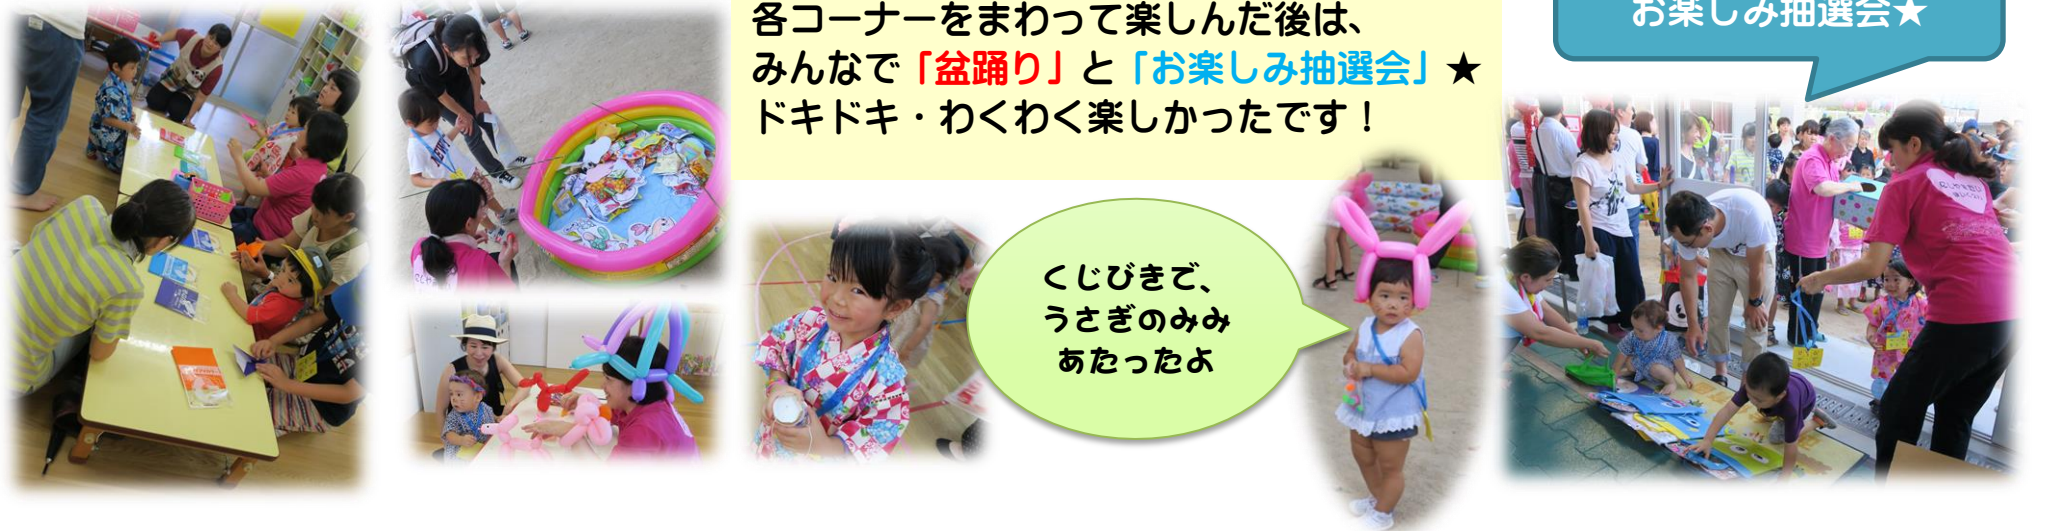 各コーナーをまわって楽しんだ後は、
みんなで「盆踊り」と「お楽しみ抽選会」★
ドキドキ・わくわく楽しかったです！
お楽しみ抽選会★
くじびきで、
うさぎのみみ
あたったよ